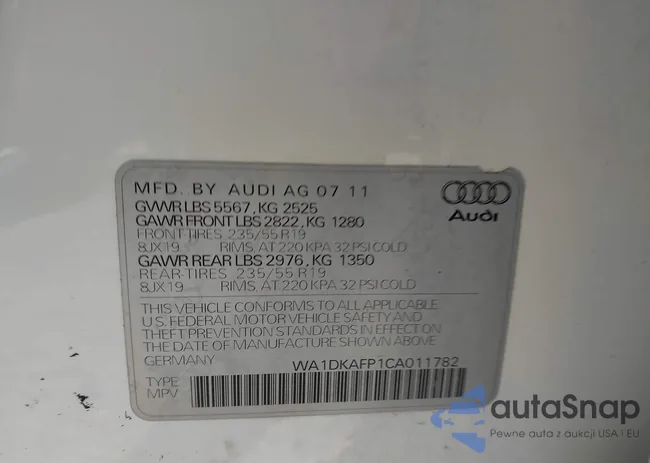 MFD. BY AUDI AG 07 11
GVWR LBS 5567, KG 2525
GAWR FRONT LBS 2822, KG 1280
FRONT TIRES 235/55 R19
8JX19 RIMS, AT 220 KPA 32 PSI COLD
GAWR REAR LBS 2976, KG 1350
REAR-TIRES 235/55 R19
8JX19 RIMS, AT 220 KPA 32 PSI COLD
THIS VEHICLE CONFORMS TO ALL APPLICABLE
U.S. FEDERAL MOTOR VEHICLE SAFETY AND
THEFT PREVENTION STANDARDS IN EFFECT ON
THE DATE OF MANUFACTURE SHOWN ABOVE
GERMANY WA1DKAFP1CA011782
TYPE
MPV
Audi
autaSnap
Pewne auta z aukcji USA i EU